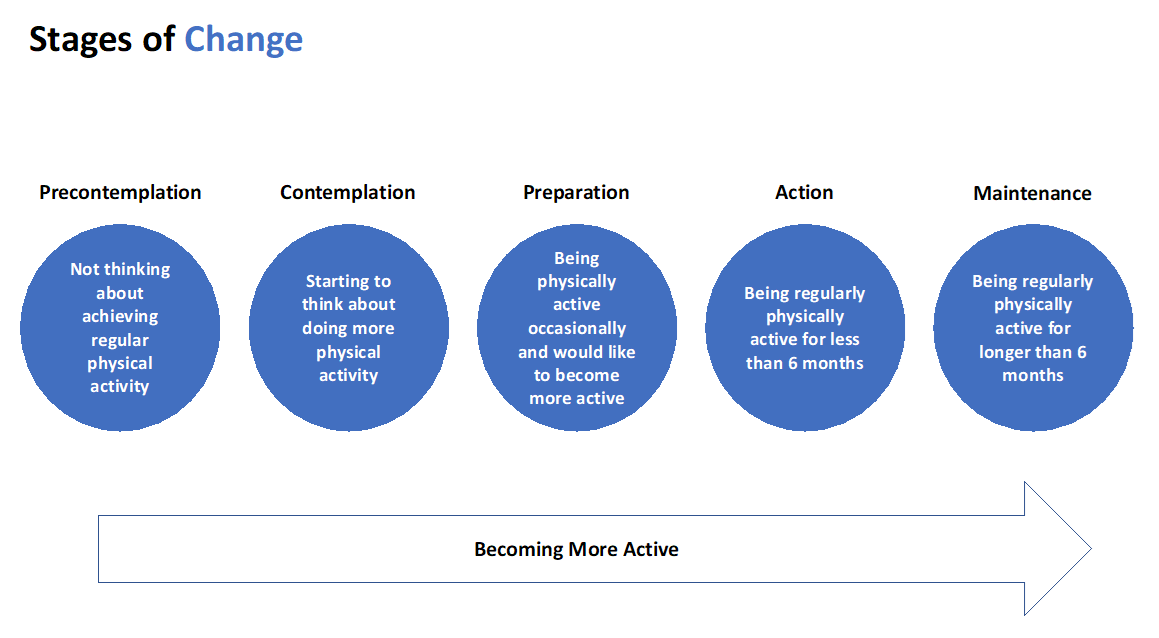 Stages of Change
Precontemplation
Not thinking
about
achieving
regular
physical
activity
Contemplation
Starting to
think about
doing more
physical
activity
Preparation
Being
physically
active
occasionally
and would like
to become
more active
Action
Being regularly
physically
active for less
than 6 months
Maintenance
Being regularly
physically
active for
longer than 6
months
Becoming More Active